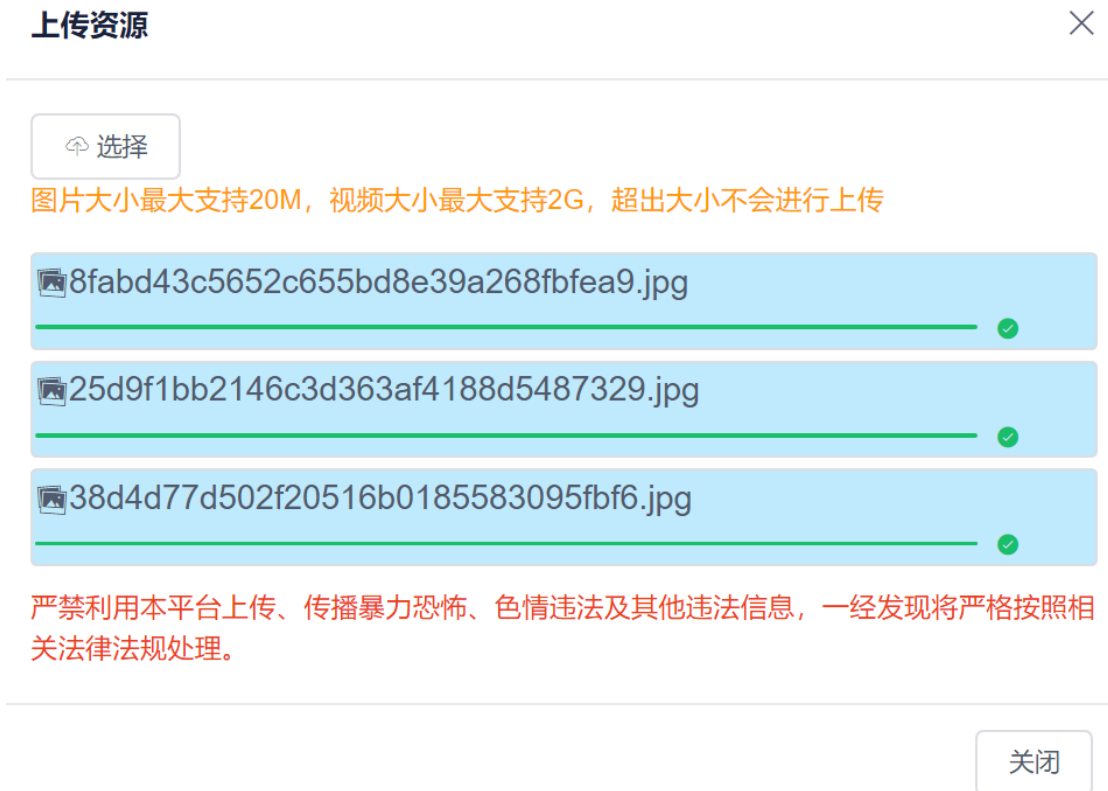 上传资源
选择
图片大小最大支持20M，视频大小最大支持2G，超出大小不会进行上传
8fabd43c5652c655bd8e39a268fbfea9.jpg
25d9f1bb2146c3d363af4188d5487329.jpg
38d4d77d502f20516b0185583095fbf6.jpg
严禁利用本平台上传、传播暴力恐怖、色情违法及其他违法信息，一经发现将严格按照相
关法律法规处理。
关闭